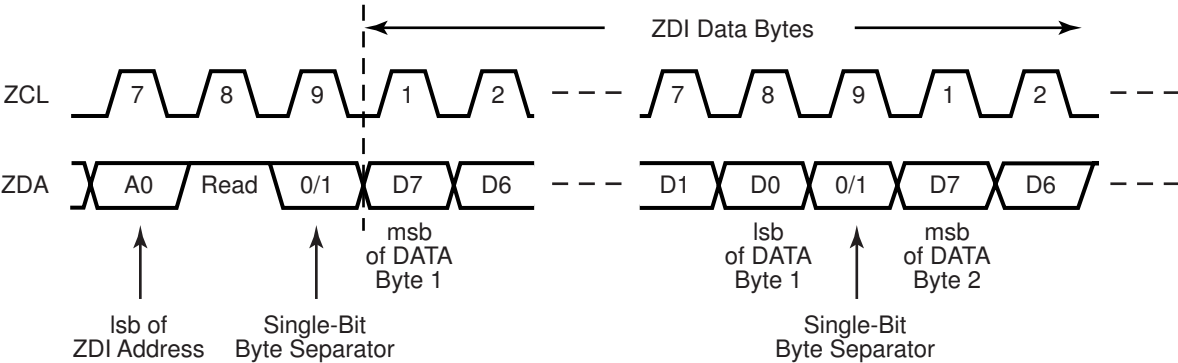 ZDI Data Bytes
ZCL 7 8 9 1 2 7 8 9 1 2
ZDA A0 Read 0/1 D7 D6 D1 D0 0/1 D7 D6
msb
of DATA
Byte 1
lsb
of DATA
Byte 1
msb
of DATA
Byte 2
lsb of
ZDI Address
Single-Bit
Byte Separator
Single-Bit
Byte Separator